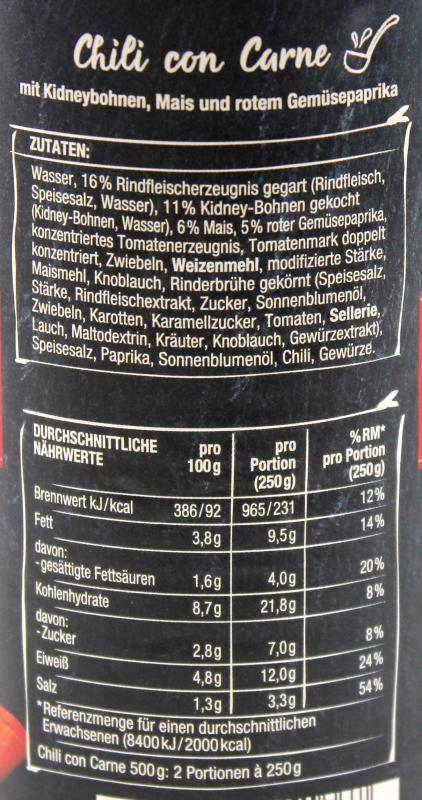 Chili con Carne
mit Kidneybohnen, Mais und rotem Gemüsepaprika
ZUTATEN:
Wasser, 16% Rindfleischerzeugnis gegart (Rindfleisch,
Speisesalz, Wasser), 11% Kidney-Bohnen gekocht
(Kidney-Bohnen, Wasser), 6% Mais, 5% roter Gemüsepaprika,
konzentriertes Tomatenerzeugnis, Tomatenmark doppelt
konzentriert, Zwiebeln, Weizenmehl, modifizierte Stärke,
Maismehl, Knoblauch, Rinderbrühe gekörnt (Speisesalz,
Stärke, Rindfleischextrakt, Zucker, Sonnenblumenöl,
Zwiebeln, Karotten, Karamellzucker, Tomaten, Sellerie,
Lauch, Maltodextrin, Kräuter, Knoblauch, Gewürzextrakt),
Speisesalz, Paprika, Sonnenblumenöl, Chili, Gewürze.
DURCHSCHNITTLICHE NÄHRWERTE pro 100g pro Portion (250g) %RM* pro Portion (250g)
Brennwert kJ/kcal 386/92 965/231 12%
Fett 3,8g 9,5g 14%
davon:
-gesättigte Fettsäuren 1,6g 4,0g 20%
Kohlenhydrate 8,7g 21,8g 8%
davon:
-Zucker 2,8g 7,0g 8%
Eiweiß 4,8g 12,0g 24%
Salz 1,3g 3,3g 54%
*Referenzmenge für einen durchschnittlichen
Erwachsenen (8400kJ/2000kcal)
Chili con Carne 500g: 2 Portionen à 250g